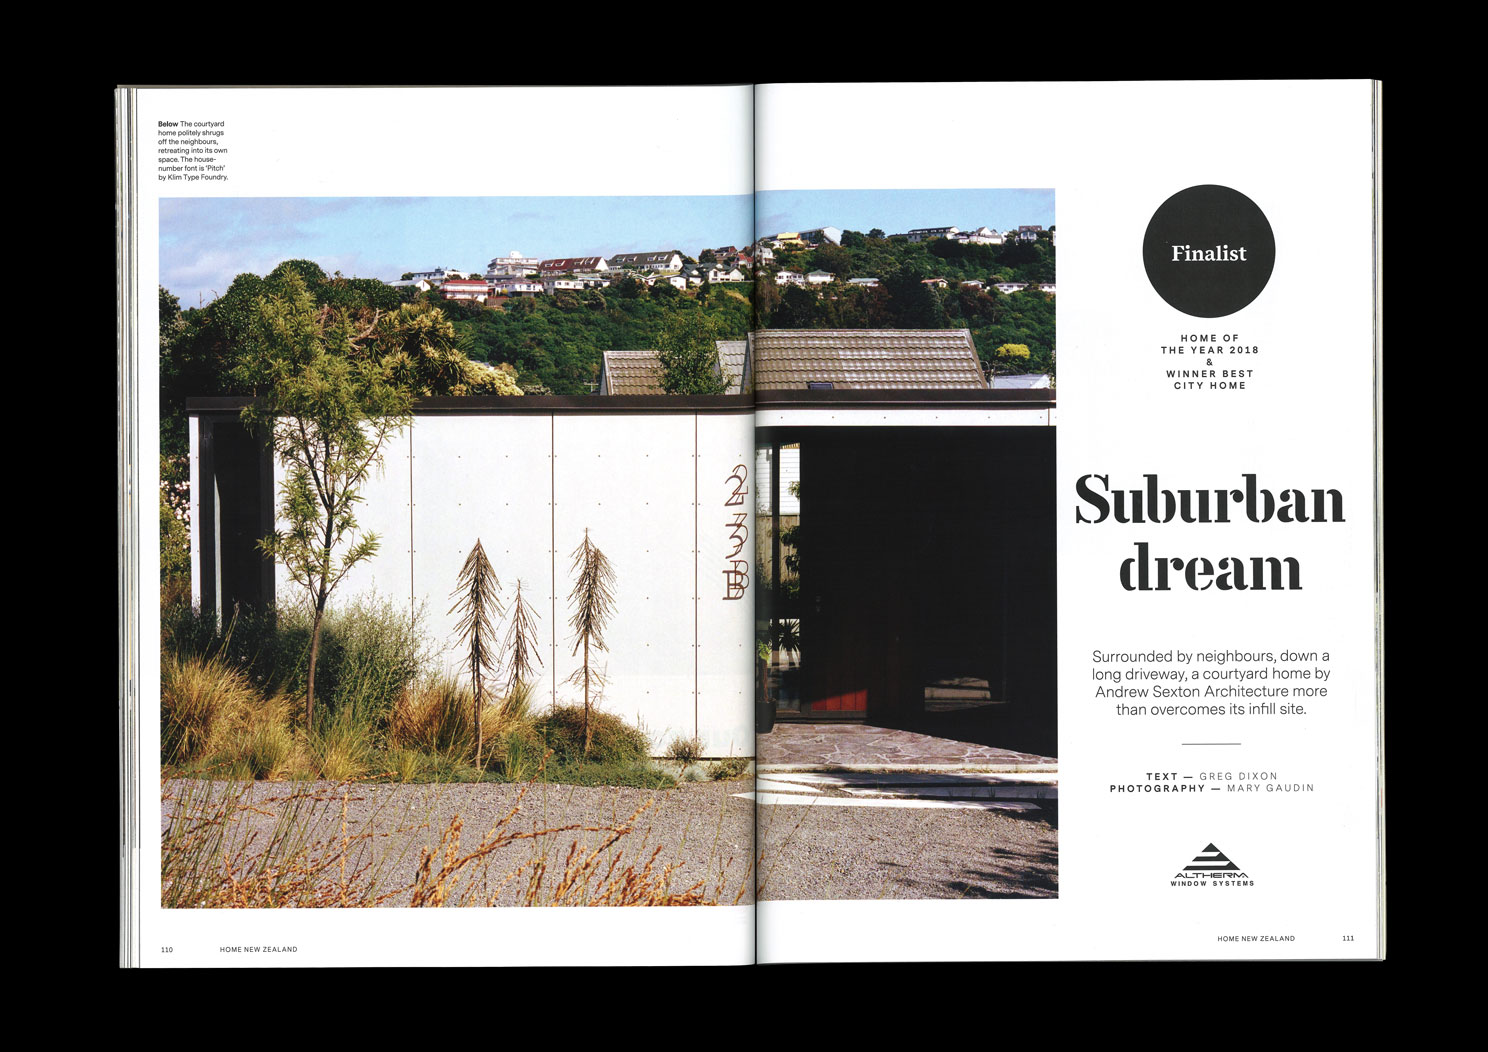 Below The courtyard
home politely shrugs
off the neighbours,
retreating into its own
space. The house-
number font is ‘Pitch’
by Klim Type Foundry.
2
3
B
110
HOME NEW ZEALAND
Finalist
HOME OF
THE YEAR 2018
&
WINNER BEST
CITY HOME
Suburban
dream
Surrounded by neighbours, down a
long driveway, a courtyard home by
Andrew Sexton Architecture more
than overcomes its infill site.
TEXT — GREG DIXON
PHOTOGRAPHY — MARY GAUDIN
ALTHERM
WINDOW SYSTEMS
HOME NEW ZEALAND
111